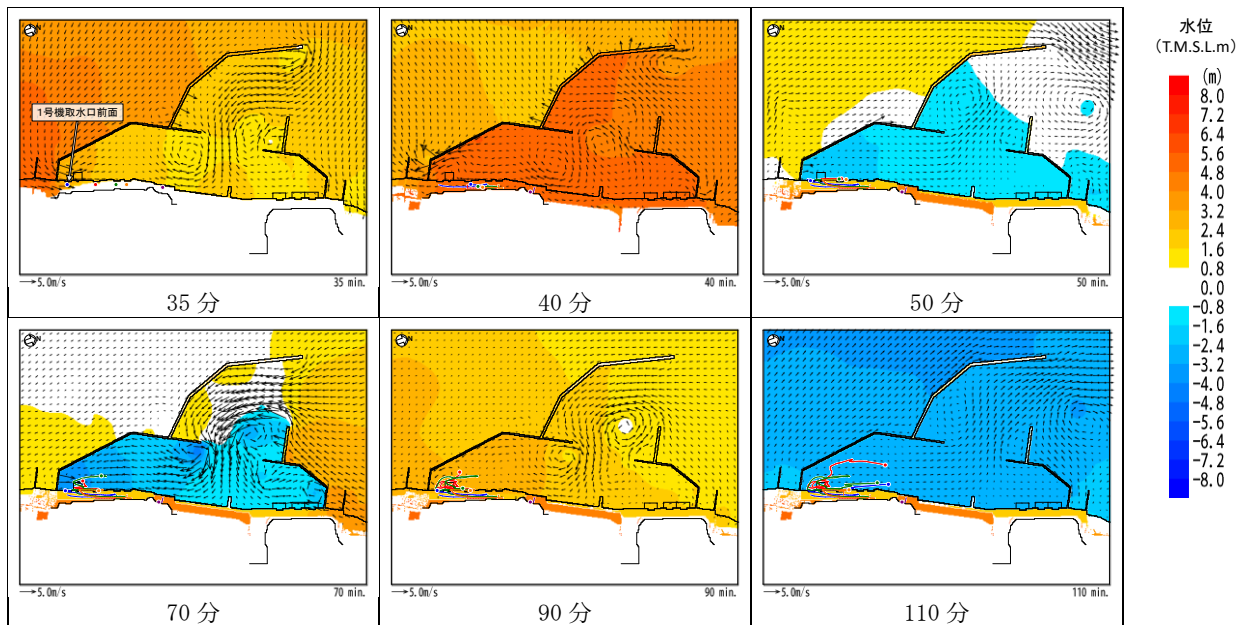 1号機取水口前面
N
→5.0m/s 35 min.
35 分
N
→5.0m/s 40 min.
40 分
N
→5.0m/s 50 min.
50 分
N
→5.0m/s 70 min.
70 分
N
→5.0m/s 90 min.
90 分
N
→5.0m/s 110 min.
110 分
水位
(T.M.S.L.m)
(m)
8.0
7.2
6.4
5.6
4.8
4.0
3.2
2.4
1.6
0.8
0.0
-0.8
-1.6
-2.4
-3.2
-4.0
-4.8
-5.6
-6.4
-7.2
-8.0